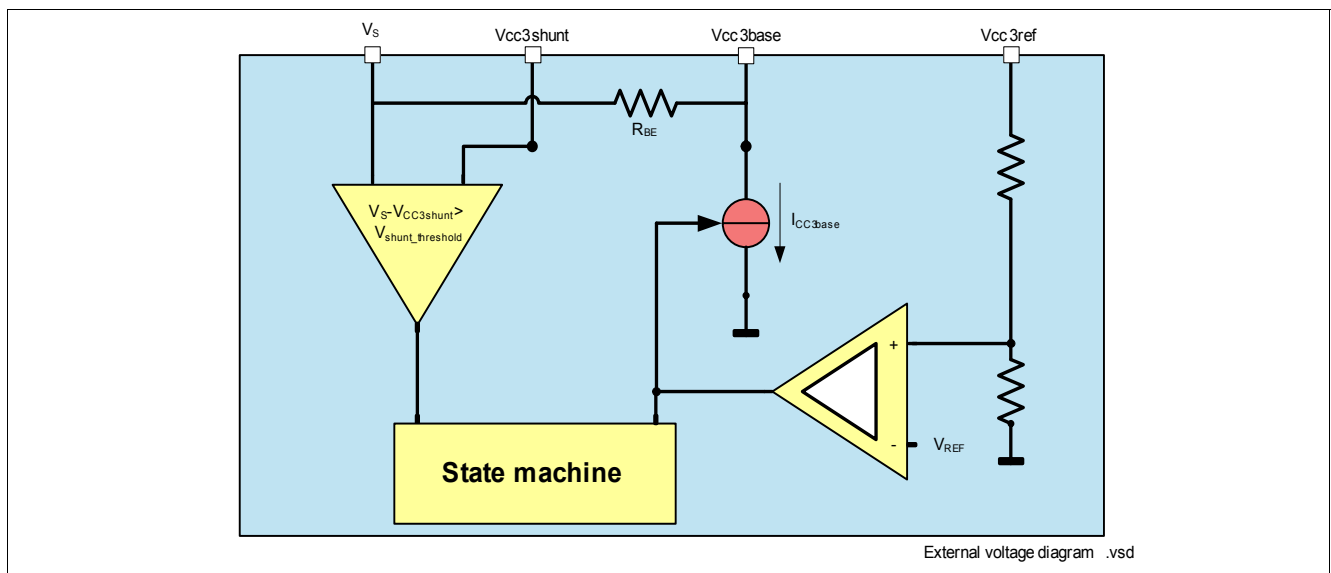 VS
Vcc3shunt
Vcc3base
Vcc3ref
RBE
VS-VCC3shunt>
Vshunt_threshold
ICC3base
+
-
VREF
State machine
External voltage diagram .vsd